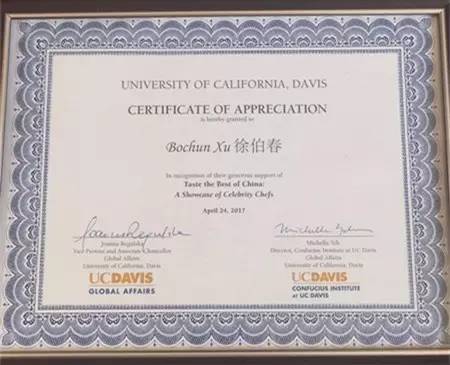 UNIVERSITY OF CALIFORNIA, DAVIS
CERTIFICATE OF APPRECIATION
is hereby granted to
Bochun Xu 徐伯春
In recognition of their generous support of
Taste the Best of China:
A Showcase of Celebrity Chefs
April 24, 2017
Joanna Regulska
Vice Provost and Associate Chancellor
Global Affairs
University of California, Davis
UCDAVIS
GLOBAL AFFAIRS
Michelle Yeh
Director, Confucius Institute at UC Davis
Global Affairs
University of California, Davis
UCDAVIS
CONFUCIUS INSTITUTE
AT UC DAVIS